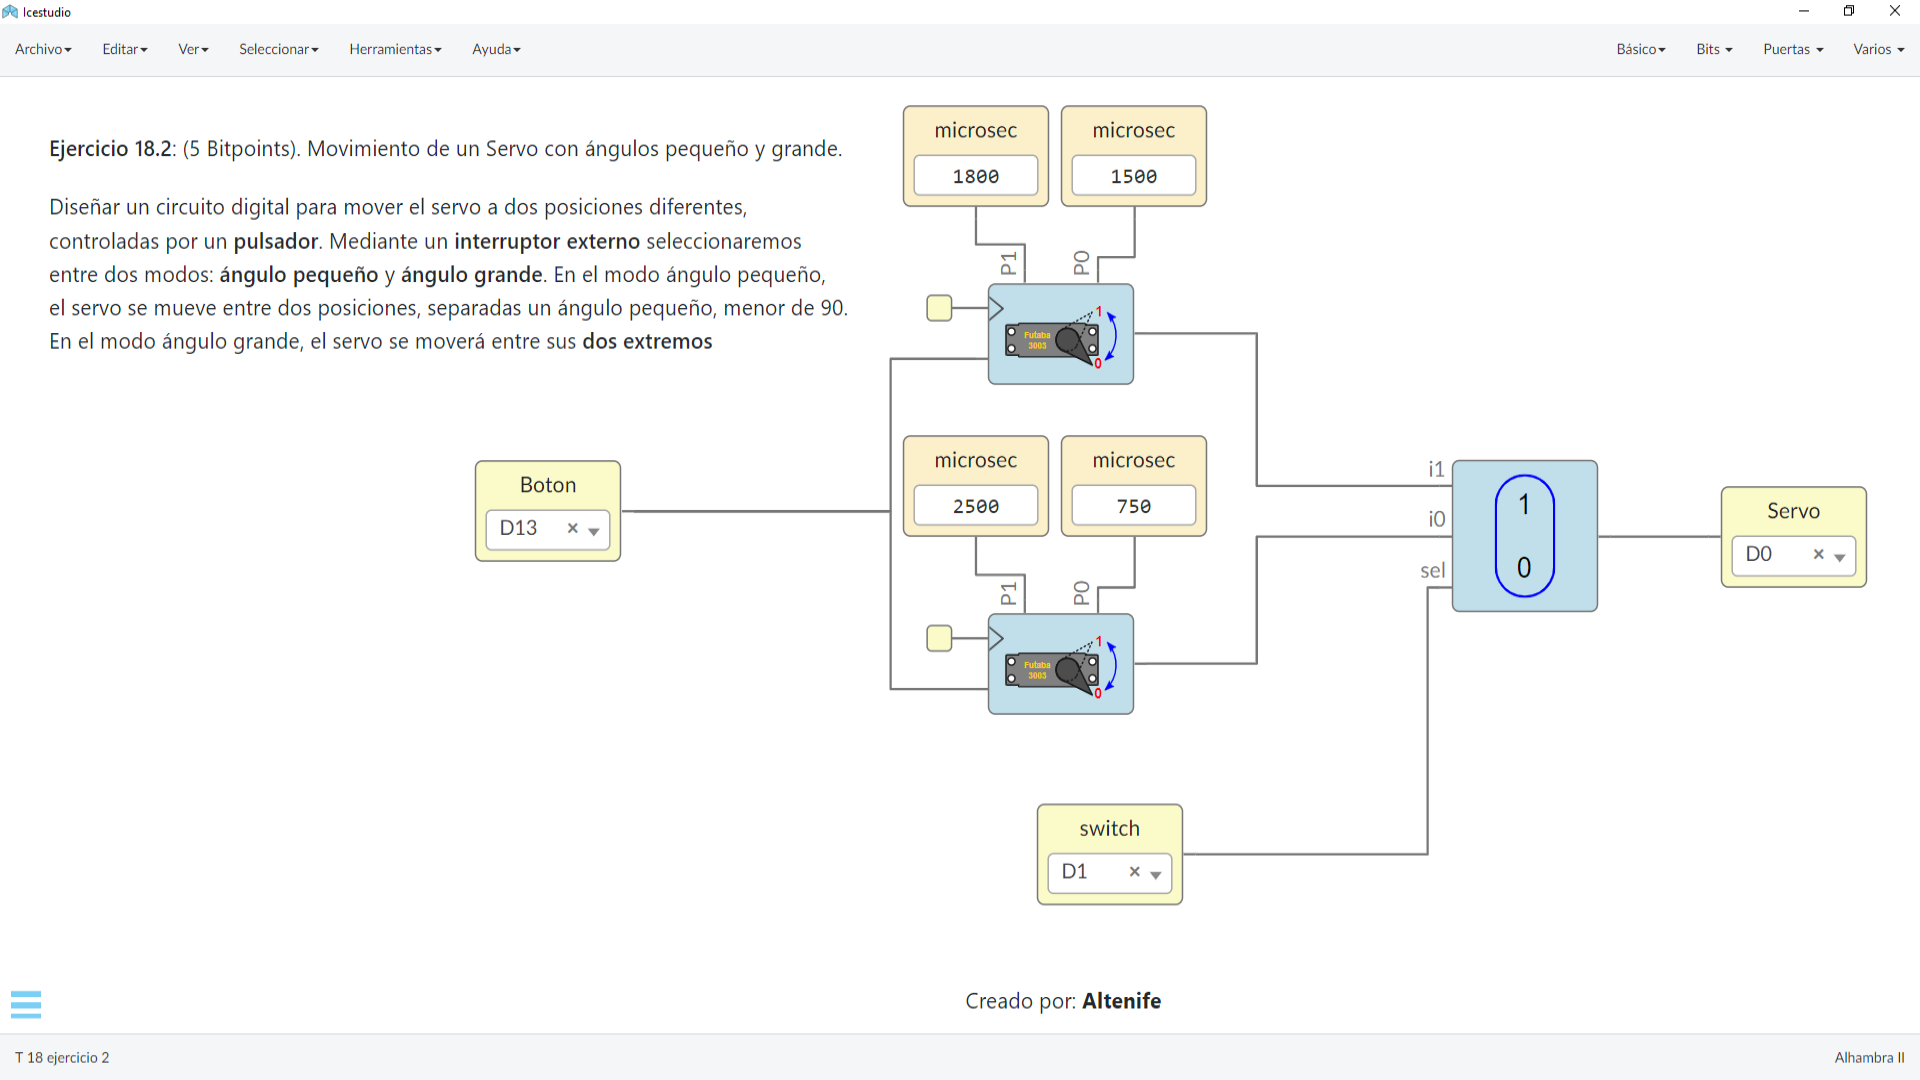 Icestudio
Archivo Editar Ver Seleccionar Herramientas Ayuda Básico Bits Puertas Varios
Ejercicio 18.2: (5 Bitpoints). Movimiento de un Servo con ángulos pequeño y grande.
Diseñar un circuito digital para mover el servo a dos posiciones diferentes,
controladas por un pulsador. Mediante un interruptor externo seleccionaremos
entre dos modos: ángulo pequeño y ángulo grande. En el modo ángulo pequeño,
el servo se mueve entre dos posiciones, separadas un ángulo pequeño, menor de 90.
En el modo ángulo grande, el servo se moverá entre sus dos extremos
microsec
1800
microsec
1500
P1
P0
Futaba
3003
1
0
Boton
D13 ×
microsec
2500
microsec
750
P1
P0
Futaba
3003
1
0
i1
i0
sel
1
0
Servo
D0 ×
switch
D1 ×
Creado por: Altenife
T 18 ejercicio 2
Alhambra II